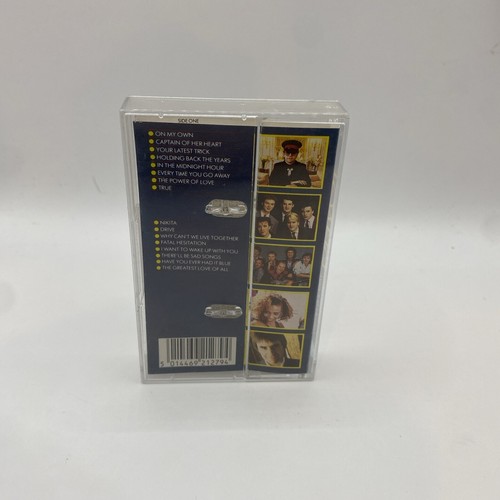 SIDE ONE
ON MY OWN
CAPTAIN OF HER HEART
YOUR LATEST TRICK
HOLDING BACK THE YEARS
IN THE MIDNIGHT HOUR
EVERY TIME YOU GO AWAY
THE POWER OF LOVE
TRUE
NIKITA
DRIVE
WHY CAN'T WE LIVE TOGETHER
FATAL HESITATION
I WANT TO WAKE UP WITH YOU
THERE'LL BE SAD SONGS
HAVE YOU EVER HAD IT BLUE
THE GREATEST LOVE OF ALL
5 014469 212794